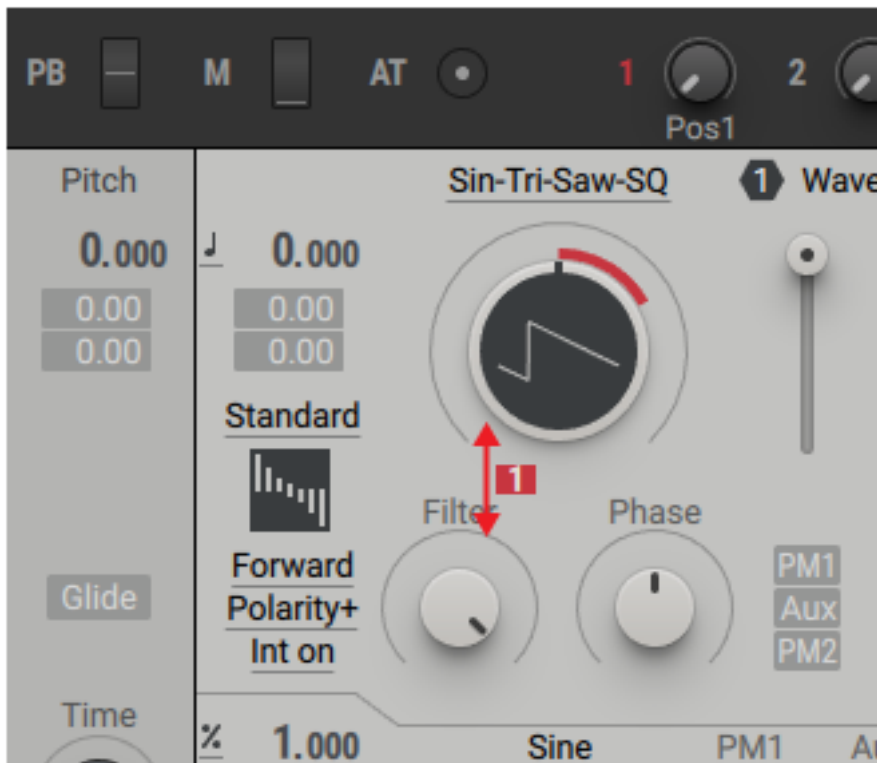 PB M AT 1 2
Pos1
Pitch Sin-Tri-Saw-SQ 1 Wave
0.000 0.000
0.00 0.00
0.00 0.00
Standard
1
Filter Phase
Forward PM1
Glide Polarity+ Aux
Int on PM2
Time
% 1.000 Sine PM1